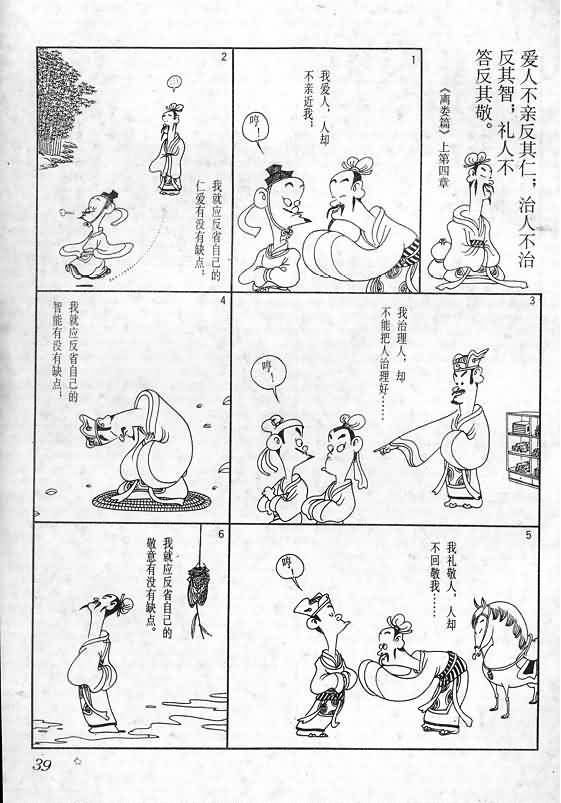 爱人不亲反其仁；治人不治
反其智；礼人不
答反其敬。
《离娄篇》上第四章
1
我爱人，人却
不亲近我；
哼！
2
…
我就应反省自己的
仁爱有没有缺点；
3
我治理人，却
不能把人治理好……
哼！
4
我就应反省自己的
智能有没有缺点；
5
我礼敬人，人却
不回敬我……
哼！
6
我就应反省自己的
敬意有没有缺点。
39